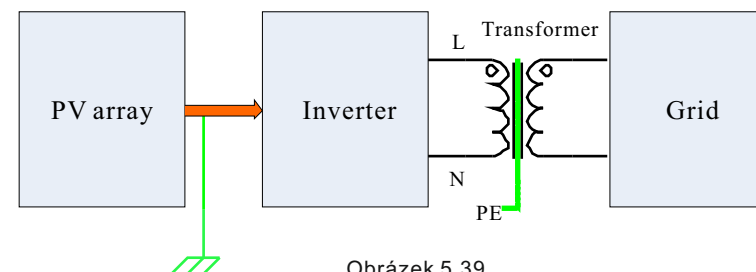 Transformer
L
PV array
Inverter
Grid
N
PE
Obrázek 5.39